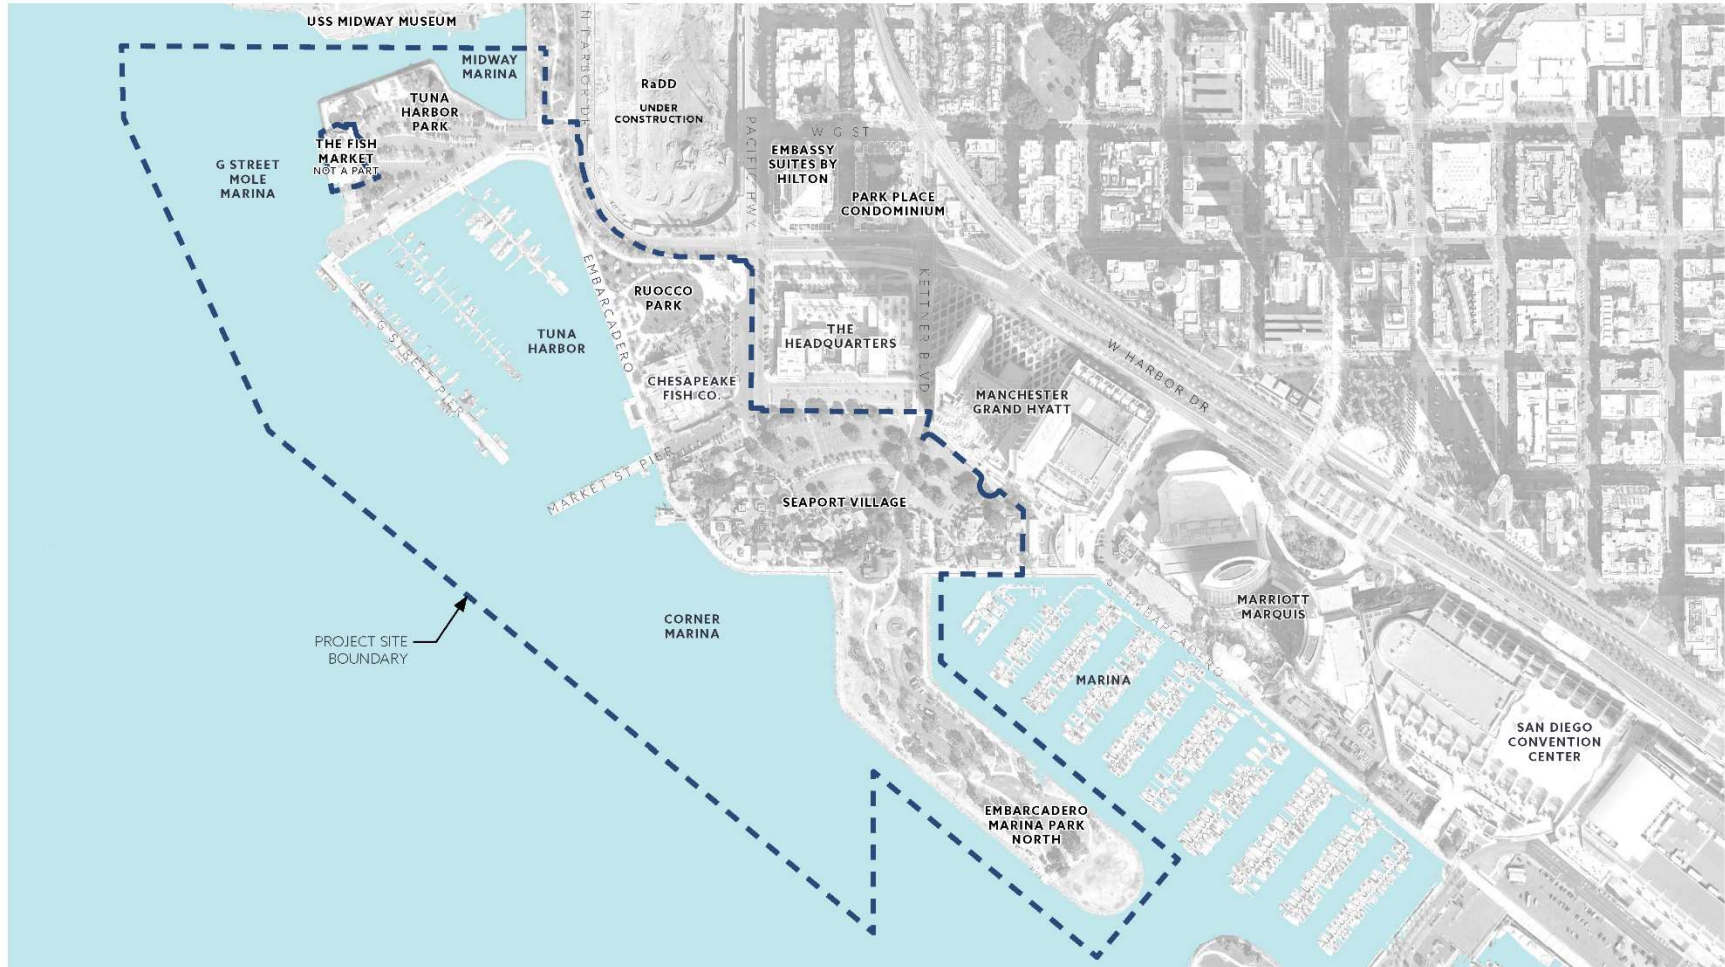 USS MIDWAY MUSEUM
MIDWAY
MARINA
N HARBOR DR
RaDD
UNDER
CONSTRUCTION
TUNA
HARBOR
PARK
THE FISH
MARKET
NOT A PART
G STREET
MOLE
MARINA
PACIFIC HWY
W G ST
EMBASSY
SUITES BY
HILTON
PARK PLACE
CONDOMINIUM
EMBARCADERO
RUOCCO
PARK
KETTNER BLVD
THE
HEADQUARTERS
TUNA
HARBOR
G STREET PIER
W HARBOR DR
CHESAPEAKE
FISH CO.
MANCHESTER
GRAND HYATT
MARKET ST PIER
SEAPORT VILLAGE
EMBARCADERO
MARRIOTT
MARQUIS
CORNER
MARINA
PROJECT SITE
BOUNDARY
MARINA
SAN DIEGO
CONVENTION
CENTER
EMBARCADERO
MARINA PARK
NORTH